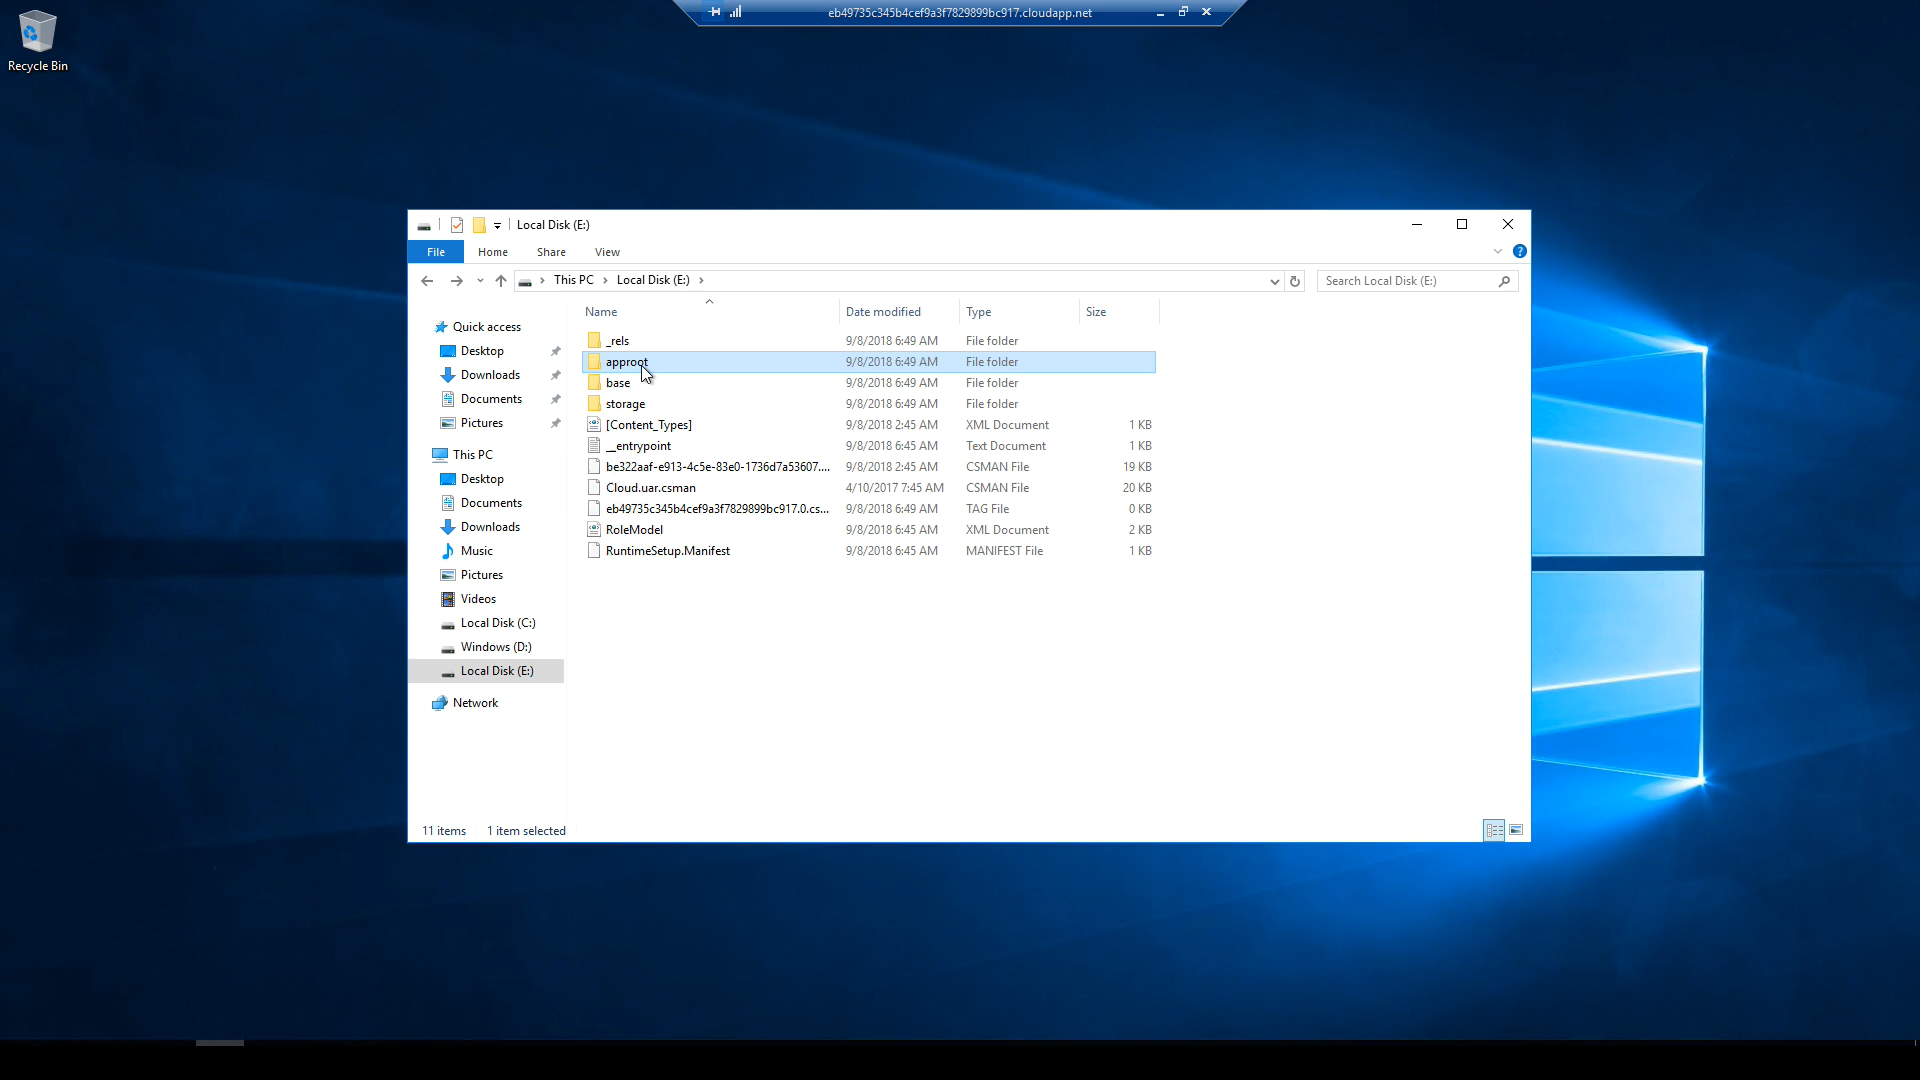 eb49735c345b4cef9a3f7829899bc917.cloudapp.net
Recycle Bin
Local Disk (E:)
File Home Share View
This PC Local Disk (E:)
Search Local Disk (E:)
Name Date modified Type Size
Quick access
Desktop
Downloads
Documents
Pictures
This PC
Desktop
Documents
Downloads
Music
Pictures
Videos
Local Disk (C:)
Windows (D:)
Local Disk (E:)
Network
_rels 9/8/2018 6:49 AM File folder
approot 9/8/2018 6:49 AM File folder
base 9/8/2018 6:49 AM File folder
storage 9/8/2018 6:49 AM File folder
[Content_Types] 9/8/2018 2:45 AM XML Document 1 KB
__entrypoint 9/8/2018 6:45 AM Text Document 1 KB
be322aaf-e913-4c5e-83e0-1736d7a53607.... 9/8/2018 2:45 AM CSMAN File 19 KB
Cloud.uar.csman 4/10/2017 7:45 AM CSMAN File 20 KB
eb49735c345b4cef9a3f7829899bc917.0.cs... 9/8/2018 6:49 AM TAG File 0 KB
RoleModel 9/8/2018 6:45 AM XML Document 2 KB
RuntimeSetup.Manifest 9/8/2018 6:45 AM MANIFEST File 1 KB
11 items 1 item selected